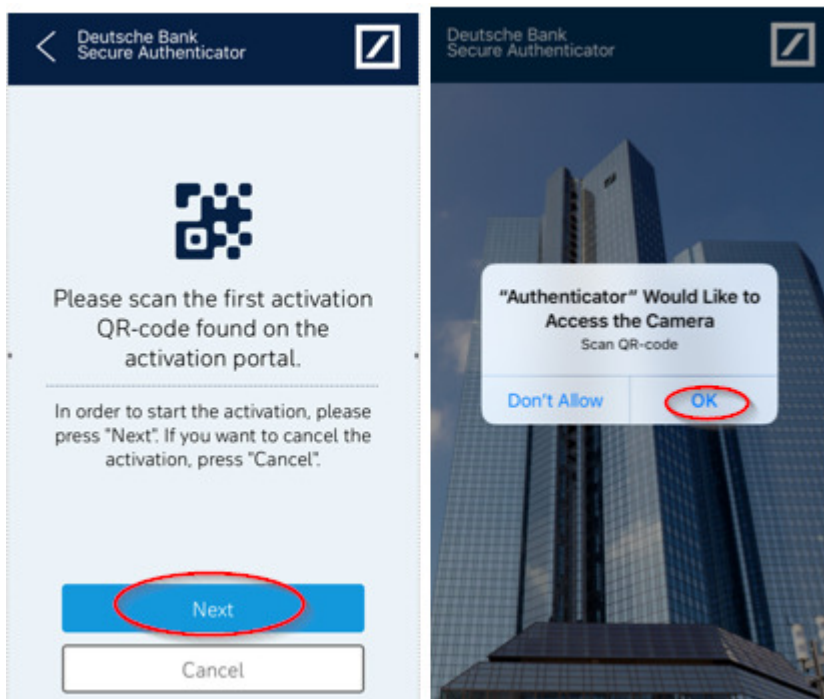 Deutsche Bank
Secure Authenticator
Please scan the first activation
QR-code found on the
activation portal.
In order to start the activation, please
press "Next". If you want to cancel the
activation, press "Cancel".
Next
Cancel
Deutsche Bank
Secure Authenticator
"Authenticator" Would Like to
Access the Camera
Scan QR-code
Don't Allow
OK